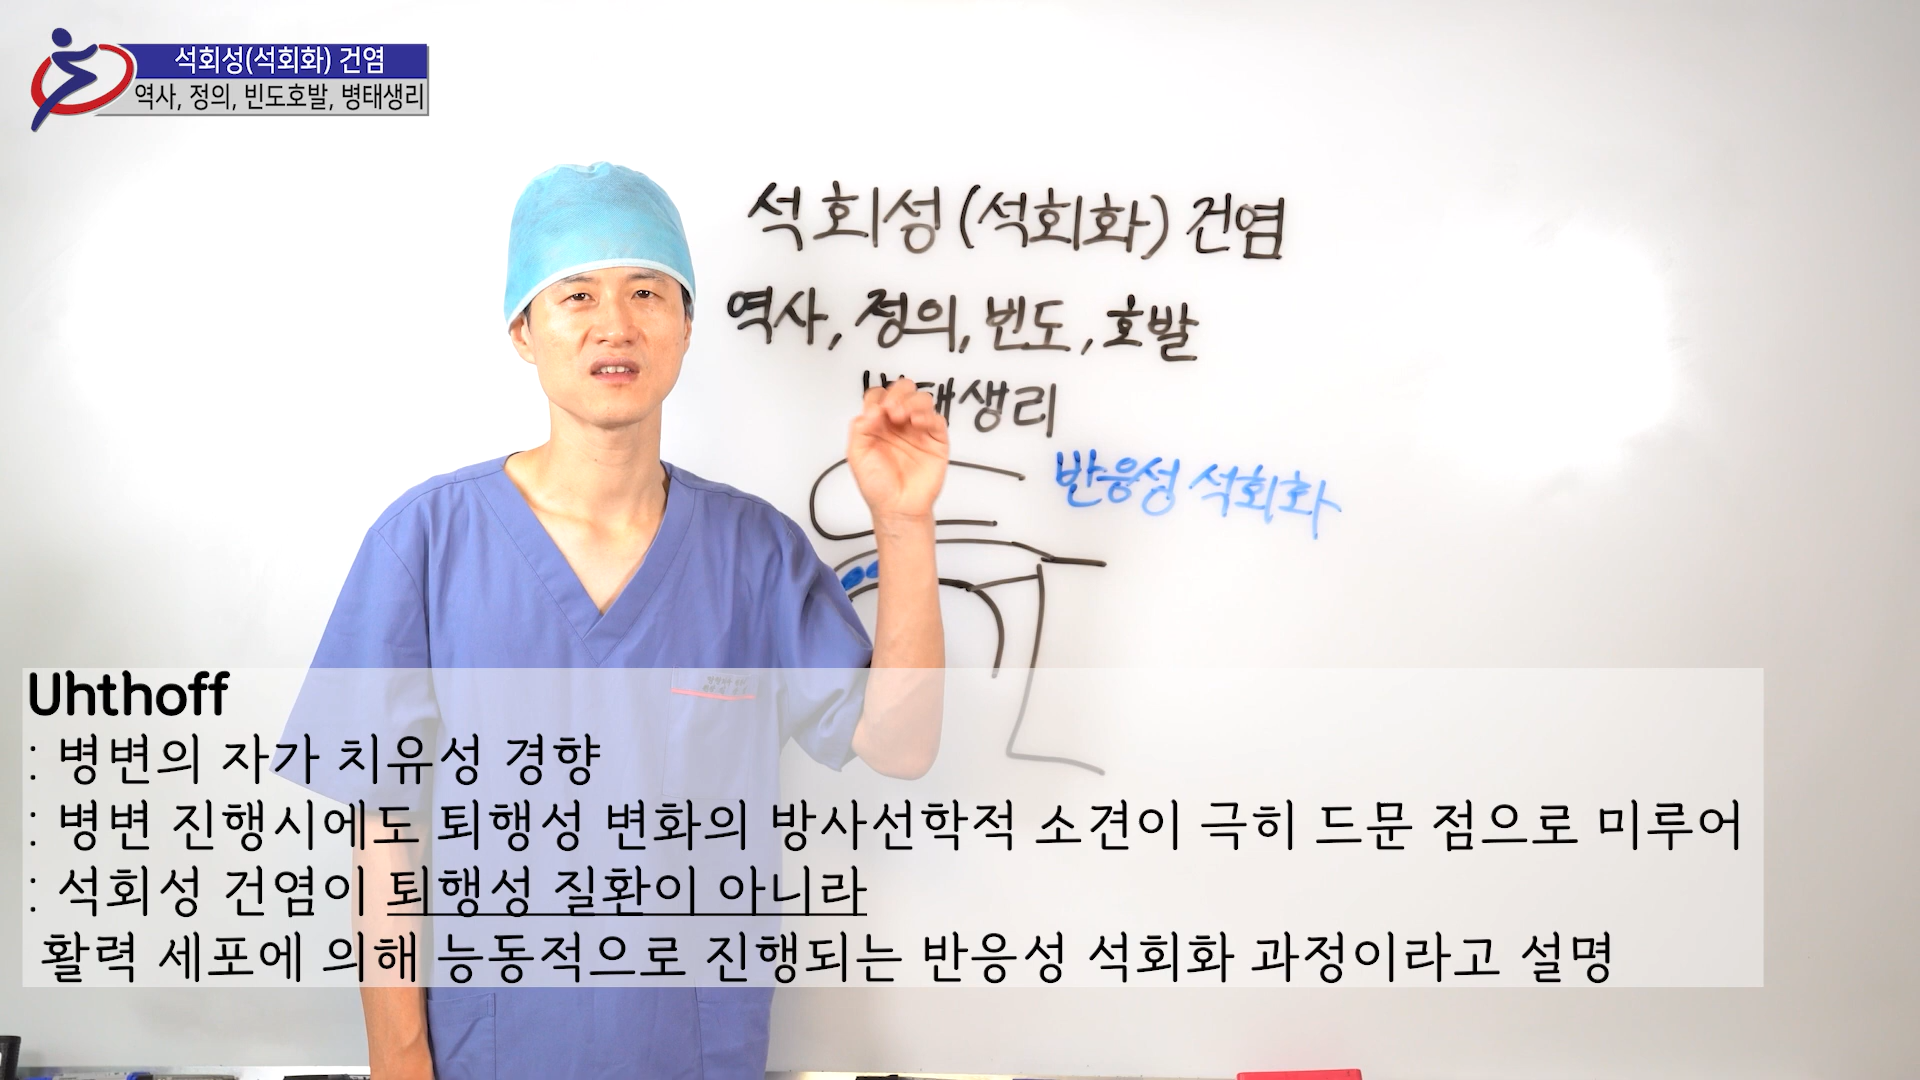 석회성(석회화) 건염
역사, 정의, 빈도호발, 병태생리
석회성(석회화) 건염
역사, 정의, 빈도, 호발
생리
반응성 석회화
Uhthoff
: 병변의 자가 치유성 경향
: 병변 진행시에도 퇴행성 변화의 방사선학적 소견이 극히 드문 점으로 미루어
: 석회성 건염이 퇴행성 질환이 아니라
활력 세포에 의해 능동적으로 진행되는 반응성 석회화 과정이라고 설명